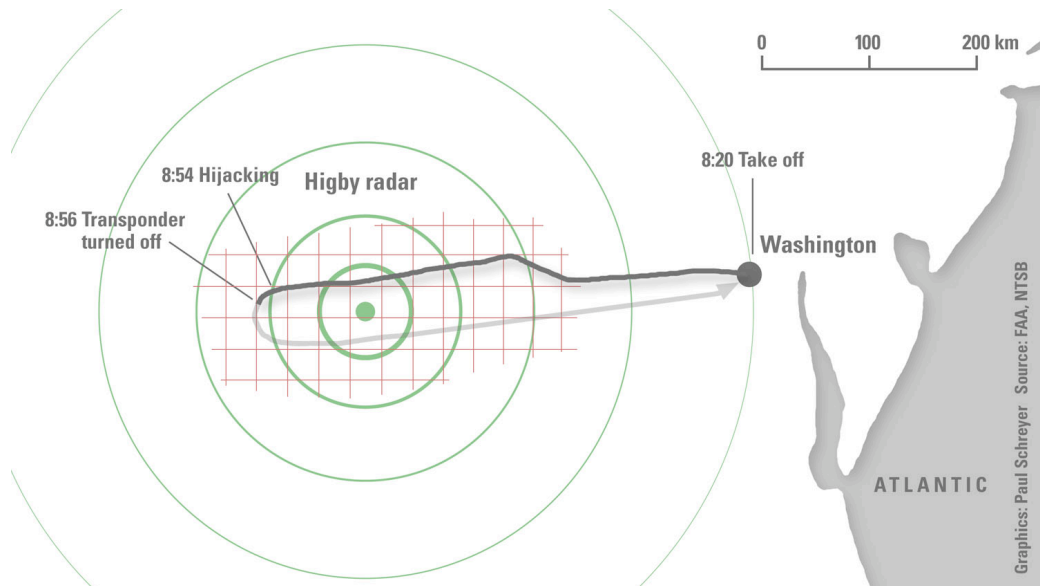 0 100 200 km
8:20 Take off
8:54 Hijacking
Higby radar
8:56 Transponder
turned off
Washington
ATLANTIC
Graphics: Paul Schreyer Source: FAA, NTSB